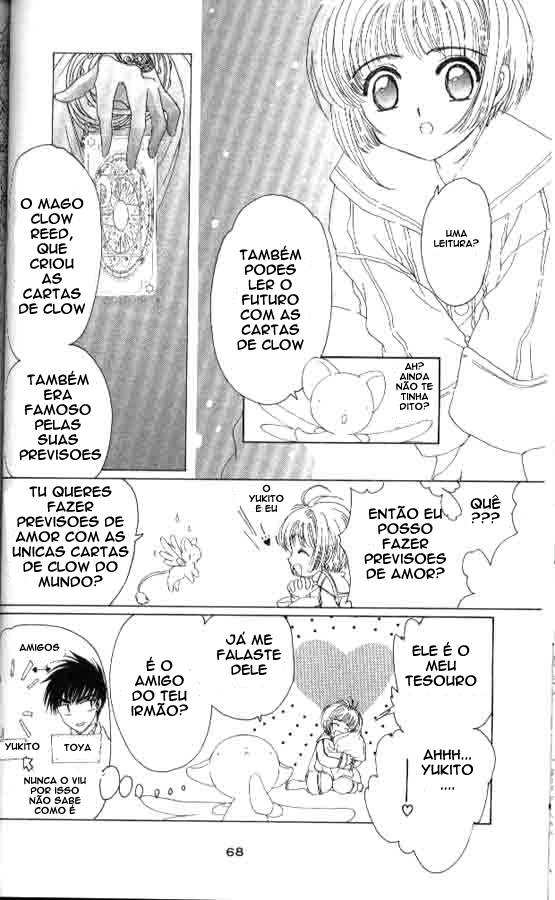 UMA
LEITURA?
TAMBÉM
PODES
LER O
FUTURO
COM AS
CARTAS
DE CLOW
AH?
AINDA
NÃO TE
TINHA
DITO?
O MAGO
CLOW
REED,
QUE
CRIOU
AS
CARTAS
DE CLOW
TAMBÉM
ERA
FAMOSO
PELAS
SUAS
PREVISOES
QUÊ
???
ENTÃO EU
POSSO
FAZER
PREVISOES
DE AMOR?
O
YUKITO
E EU
TU QUERES
FAZER
PREVISOES DE
AMOR COM AS
UNICAS CARTAS
DE CLOW DO
MUNDO?
ELE É O
MEU
TESOURO
AHHH...
YUKITO
....
JÁ ME
FALASTE
DELE
É O
AMIGO
DO TEU
IRMÃO?
AMIGOS
YUKITO
TOYA
NUNCA O VIU
POR ISSO
NÃO SABE
COMO É
68